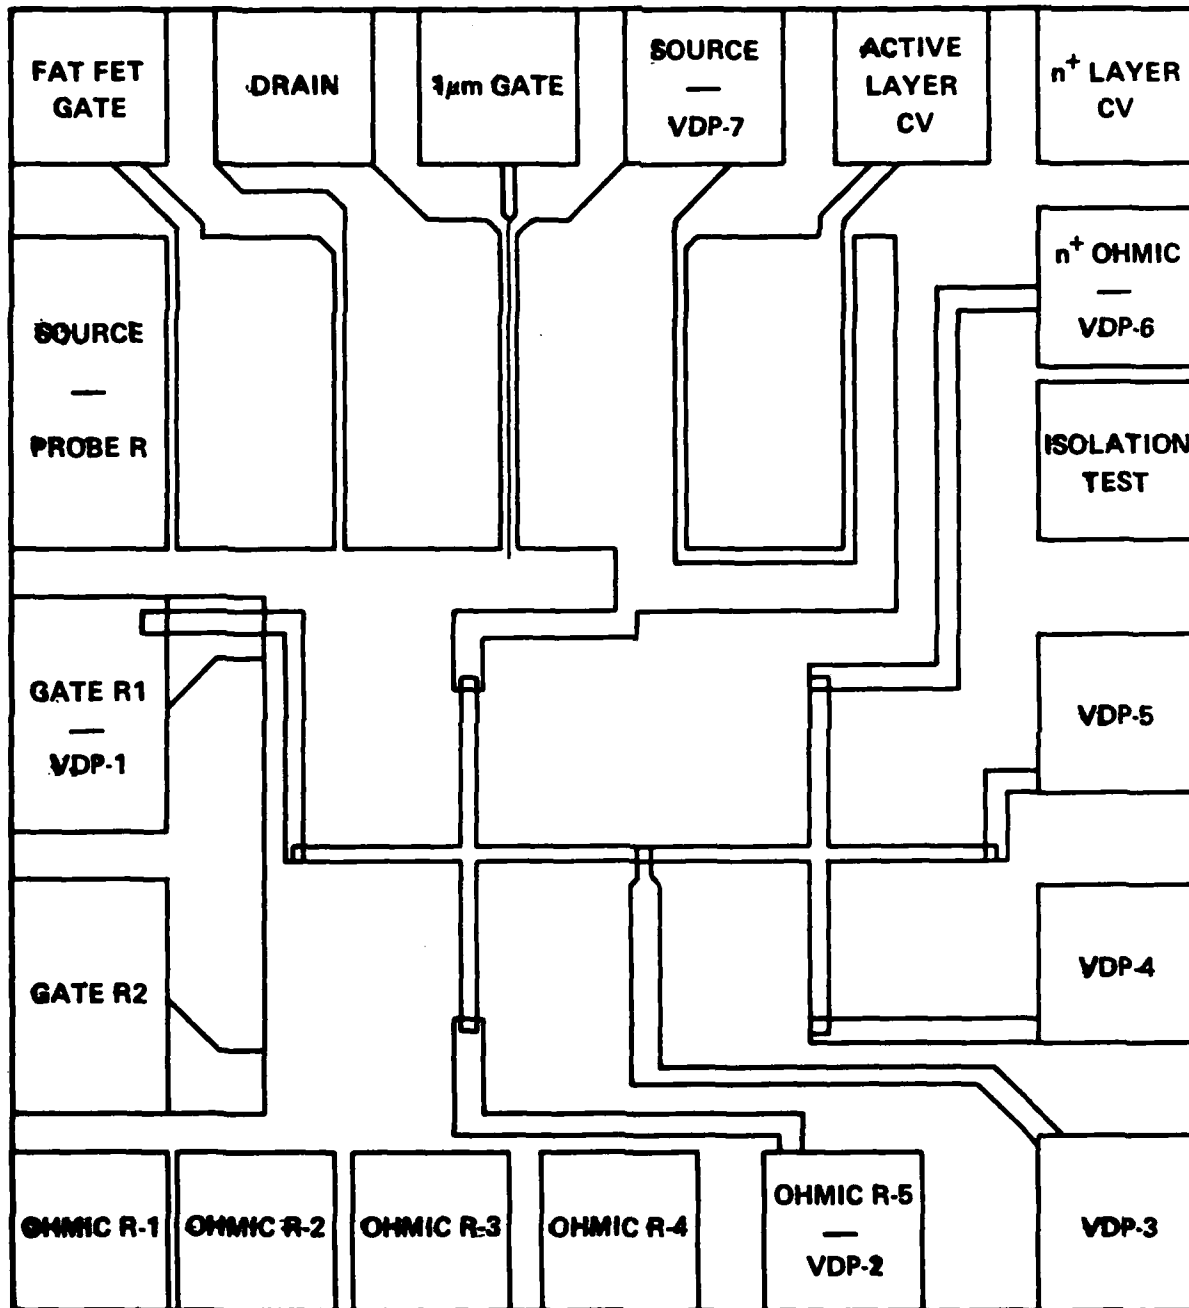 FAT FET
GATE
DRAIN
1μm GATE
SOURCE
—
VDP-7
ACTIVE
LAYER
CV
n⁺ LAYER
CV
SOURCE
—
PROBE R
n⁺ OHMIC
—
VDP-6
ISOLATION
TEST
GATE R1
—
VDP-1
VDP-5
GATE R2
VDP-4
OHMIC R-1
OHMIC R-2
OHMIC R-3
OHMIC R-4
OHMIC R-5
—
VDP-2
VDP-3